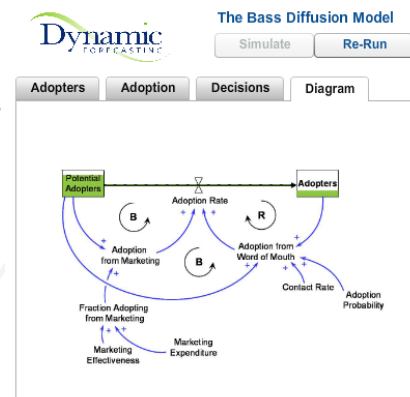 The Bass Diffusion Model
Dynamic
FORECASTING
Simulate
Re-Run
Adopters
Adoption
Decisions
Diagram
Potential
Adopters
Adopters
Adoption Rate
+ +
B
R
+
Adoption
from Marketing
B
Adoption from
Word of Mouth
+
+
+
+ +
+
Contact Rate
Adoption
Probability
Fraction Adopting
from Marketing
+ +
Marketing
Effectiveness
Marketing
Expenditure